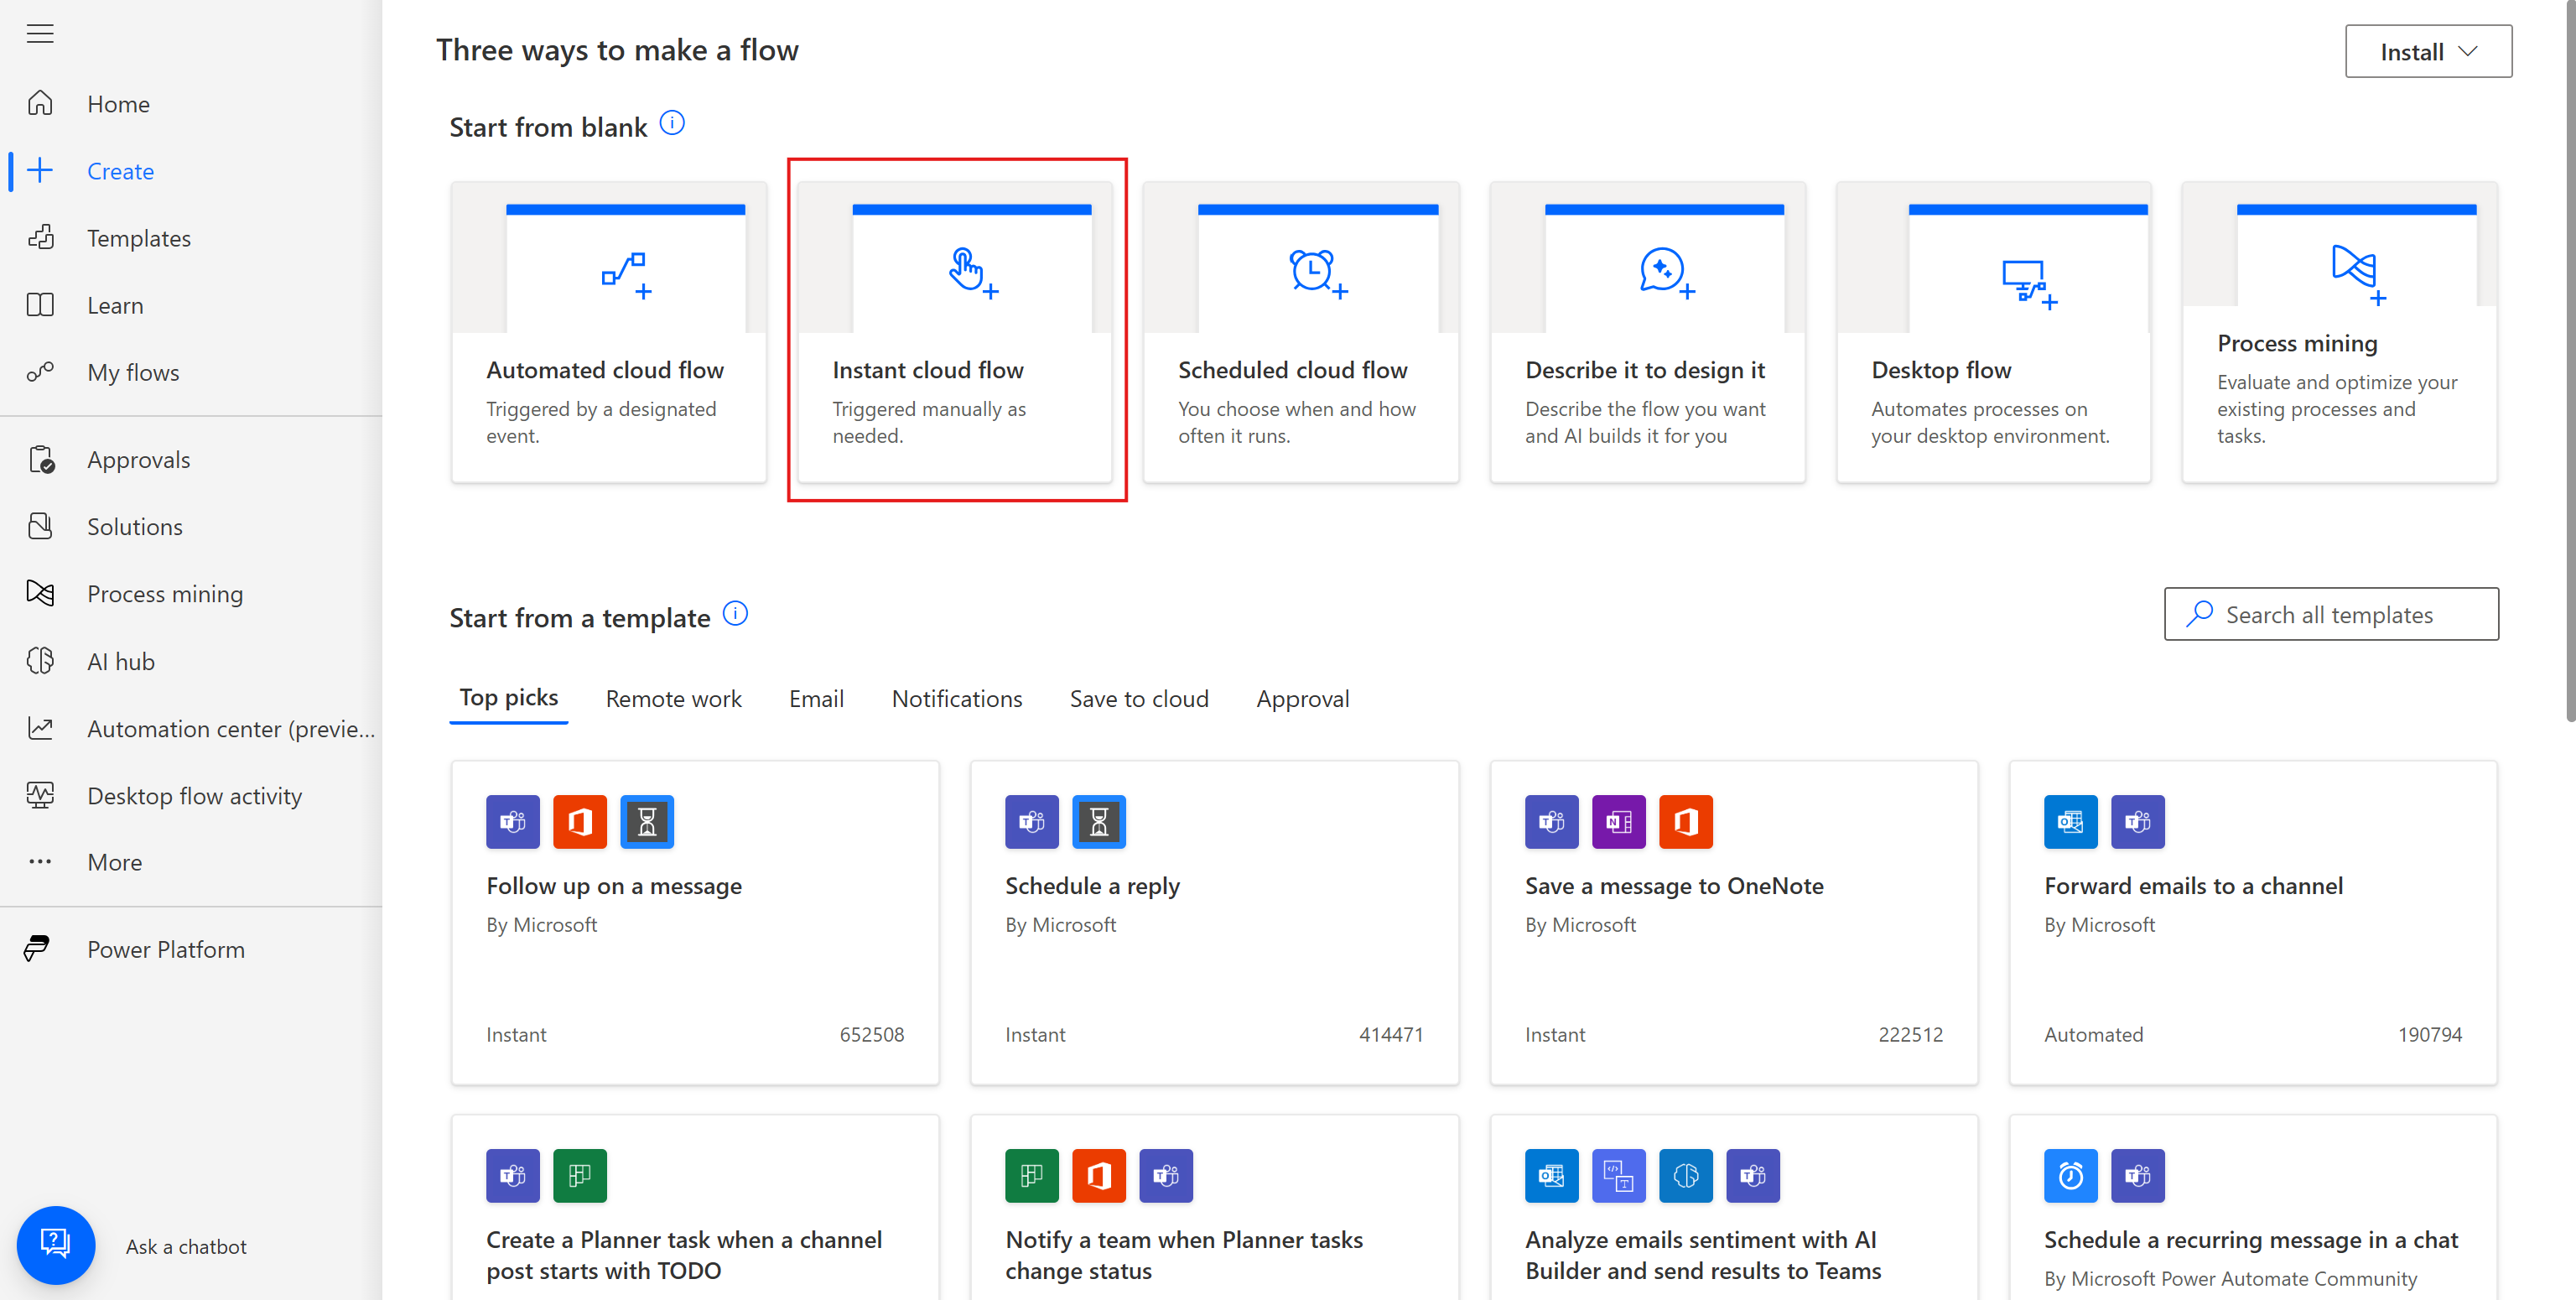 Three ways to make a flow
Install
Home
Create
Templates
Learn
My flows
Approvals
Solutions
Process mining
AI hub
Automation center (previe...
Desktop flow activity
More
Power Platform
Ask a chatbot
Start from blank
Automated cloud flow
Triggered by a designated
event.
Instant cloud flow
Triggered manually as
needed.
Scheduled cloud flow
You choose when and how
often it runs.
Describe it to design it
Describe the flow you want
and AI builds it for you
Desktop flow
Automates processes on
your desktop environment.
Process mining
Evaluate and optimize your
existing processes and
tasks.
Start from a template
Search all templates
Top picks
Remote work
Email
Notifications
Save to cloud
Approval
Follow up on a message
By Microsoft
Instant
652508
Schedule a reply
By Microsoft
Instant
414471
Save a message to OneNote
By Microsoft
Instant
222512
Forward emails to a channel
By Microsoft
Automated
190794
Create a Planner task when a channel
post starts with TODO
Notify a team when Planner tasks
change status
Analyze emails sentiment with AI
Builder and send results to Teams
Schedule a recurring message in a chat
By Microsoft Power Automate Community